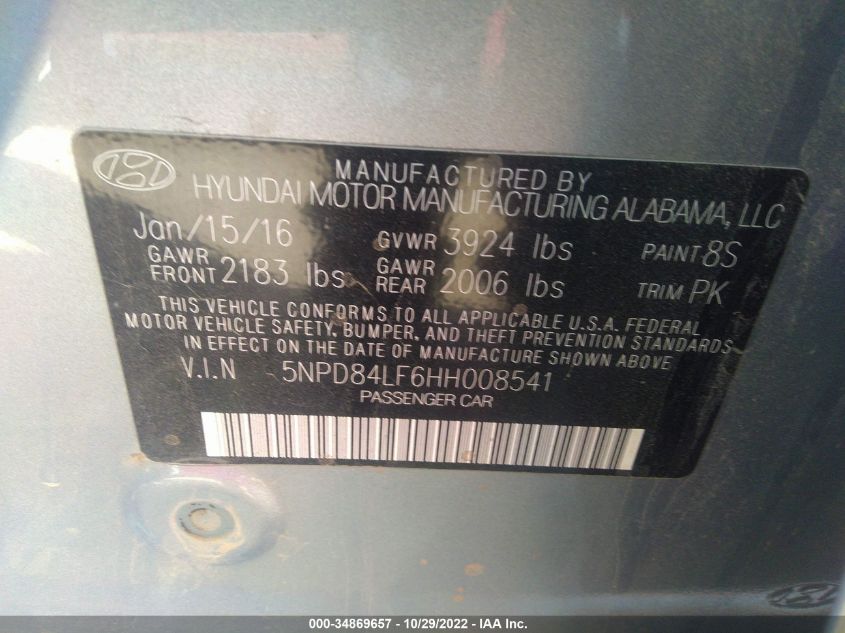 MANUFACTURED BY
HYUNDAI MOTOR MANUFACTURING ALABAMA, LLC
Jan/15/16 GVWR 3924 lbs PAINT 8S
GAWR FRONT 2183 lbs GAWR REAR 2006 lbs TRIM PK
THIS VEHICLE CONFORMS TO ALL APPLICABLE U.S.A. FEDERAL
MOTOR VEHICLE SAFETY, BUMPER, AND THEFT PREVENTION STANDARDS
IN EFFECT ON THE DATE OF MANUFACTURE SHOWN ABOVE
V.I.N 5NPD84LF6HH008541
PASSENGER CAR
000-34869657 - 10/29/2022 - IAA Inc.